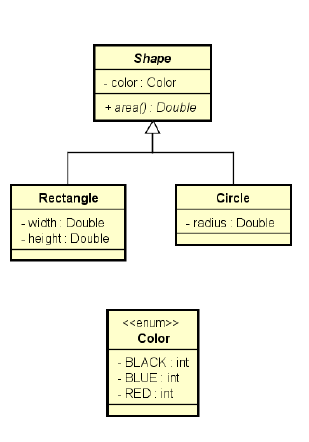 Shape
- color : Color
+ area() : Double
Rectangle
- width : Double
- height : Double
Circle
- radius : Double
<<enum>>
Color
- BLACK : int
- BLUE : int
- RED : int